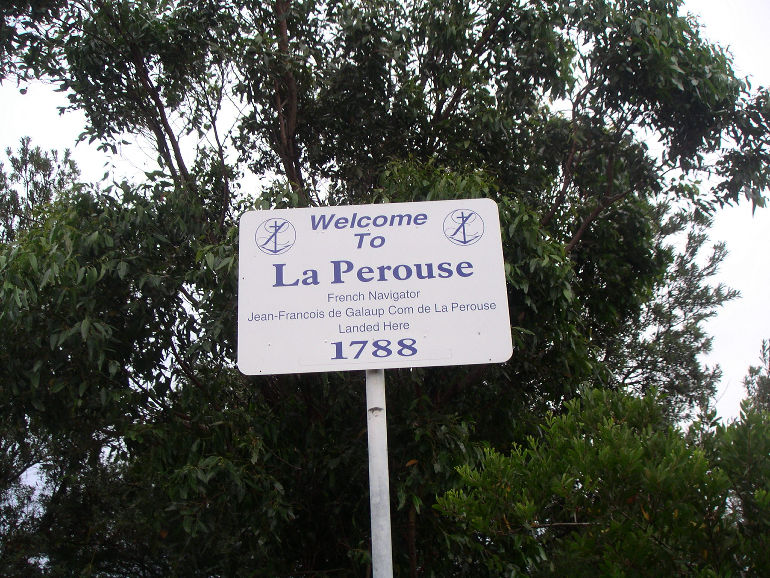 Welcome
To
La Perouse
French Navigator
Jean-Francois de Galaup Com de La Perouse
Landed Here
1788